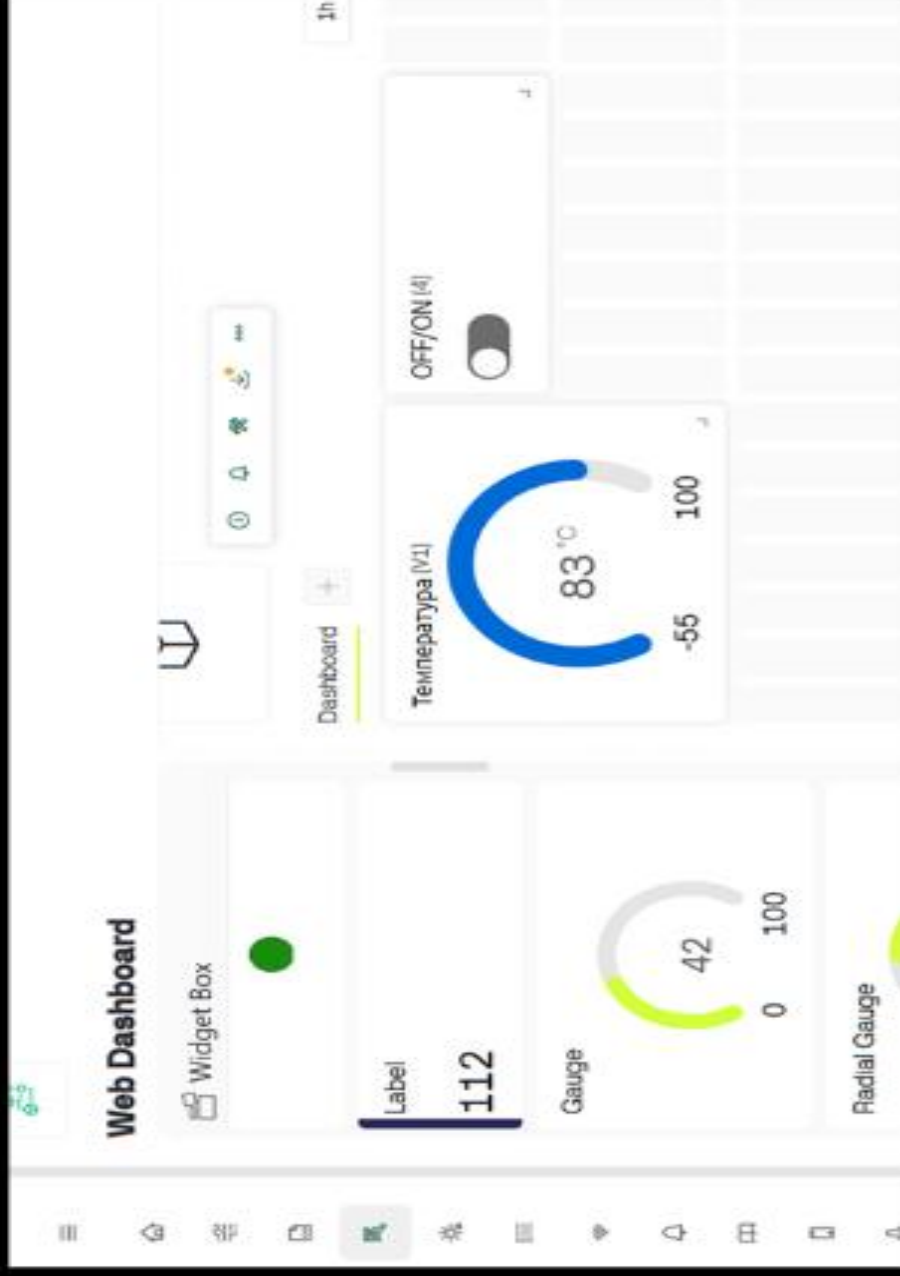 Web Dashboard
Widget Box
Label
112
Gauge
42
0 100
Radial Gauge
Dashboard +
1h
Температура (V1)
83 °C
-55 100
OFF/ON (4)